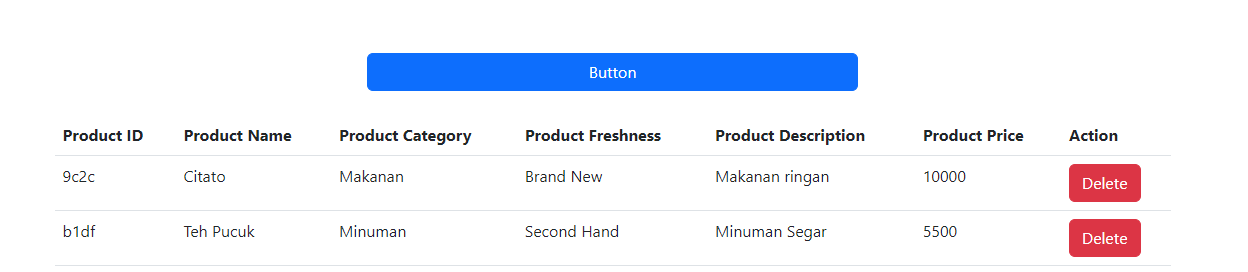 Button
Product ID Product Name Product Category Product Freshness Product Description Product Price Action
9c2c Citato Makanan Brand New Makanan ringan 10000 Delete
b1df Teh Pucuk Minuman Second Hand Minuman Segar 5500 Delete